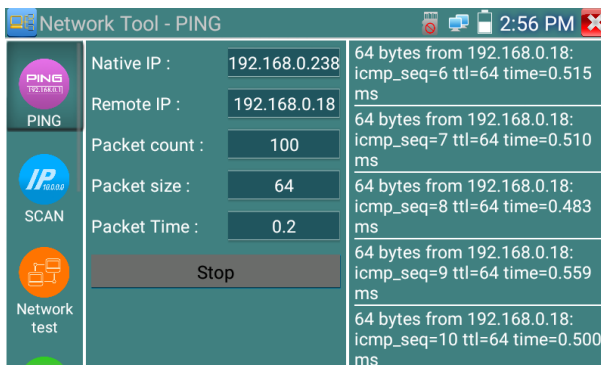 Network Tool - PING
2:56 PM
PING
192.168.0.1
PING
IP
10.0.0.0
SCAN
Network
test
Native IP :
192.168.0.238
Remote IP :
192.168.0.18
Packet count :
100
Packet size :
64
Packet Time :
0.2
Stop
64 bytes from 192.168.0.18:
icmp_seq=6 ttl=64 time=0.515
ms
64 bytes from 192.168.0.18:
icmp_seq=7 ttl=64 time=0.510
ms
64 bytes from 192.168.0.18:
icmp_seq=8 ttl=64 time=0.483
ms
64 bytes from 192.168.0.18:
icmp_seq=9 ttl=64 time=0.559
ms
64 bytes from 192.168.0.18:
icmp_seq=10 ttl=64 time=0.500
ms